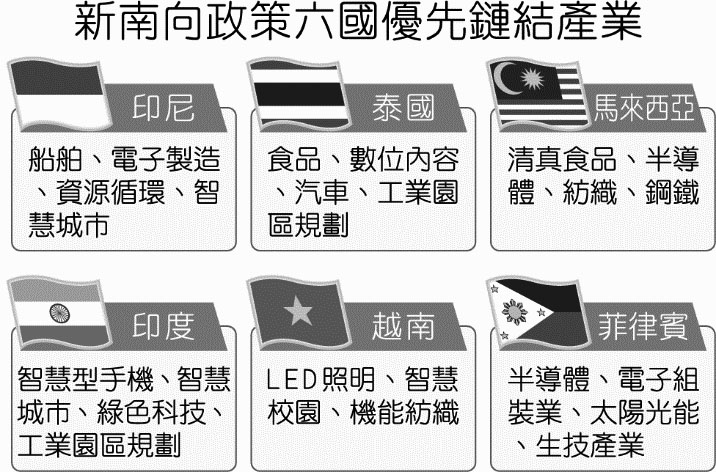 新南向政策六國優先鏈結產業
印尼
船舶、電子製造
、資源循環、智
慧城市
泰國
食品、數位內容
、汽車、工業園
區規劃
馬來西亞
清真食品、半導
體、紡織、鋼鐵
印度
智慧型手機、智慧
城市、綠色科技、
工業園區規劃
越南
LED照明、智慧
校園、機能紡織
菲律賓
半導體、電子組
裝業、太陽光能
、生技產業